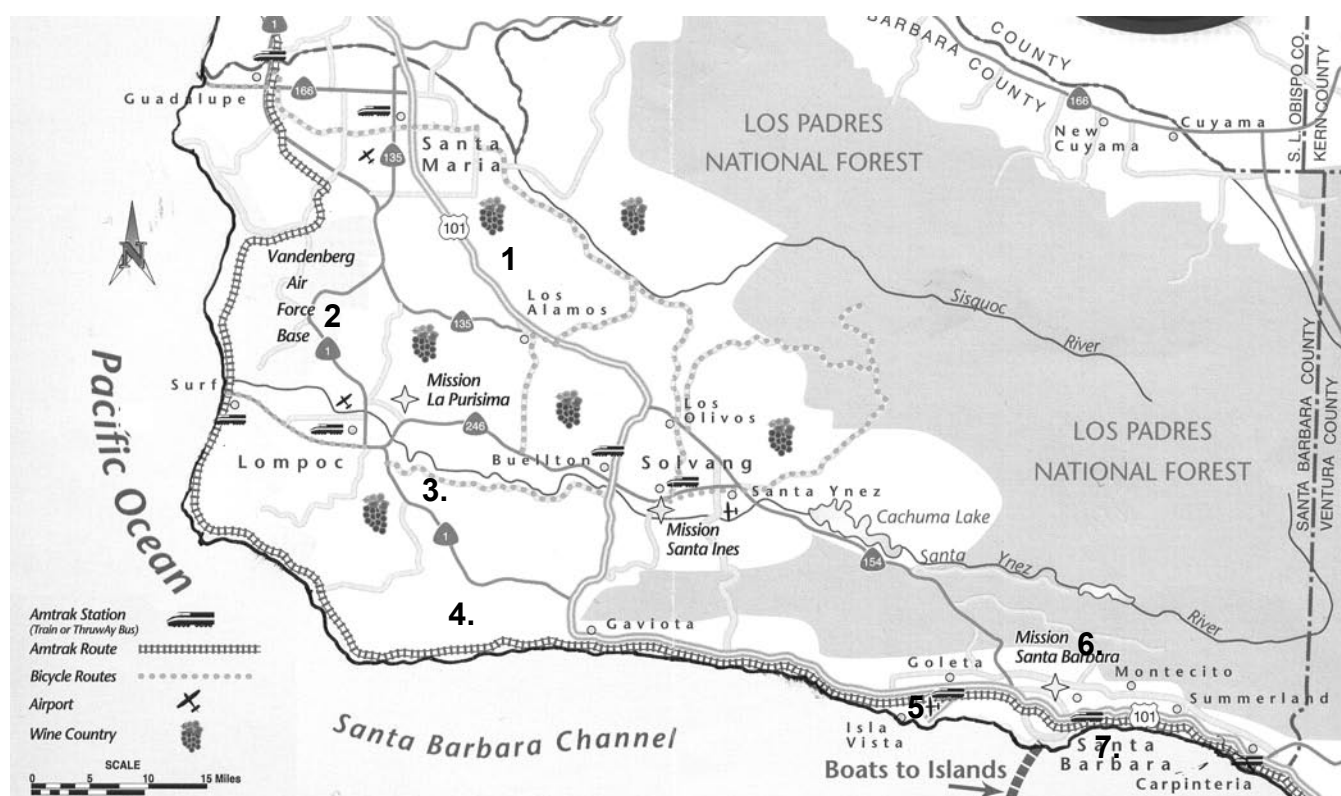 1
166
Guadalupe
Santa
Maria
135
101
LOS PADRES
NATIONAL FOREST
COUNTY
BARBARA COUNTY
166
New
Cuyama
Cuyama
S. L. OBISPO CO.
KERN COUNTY
N
Vandenberg
Air
Force
Base
1
2
Los
Alamos
135
1
Sisquoc
River
Pacific Ocean
Surf
Mission
La Purisima
246
Lompoc
Buellton
Los
Olivos
Solvang
Santa Ynez
Mission
Santa Ines
Cachuma Lake
LOS PADRES
NATIONAL FOREST
SANTA BARBARA COUNTY
VENTURA COUNTY
3.
1
154
Santa
Ynez
River
4.
Gaviota
Mission
Santa Barbara
6.
Goleta
Montecito
Summerland
5
Isla
Vista
101
7.
Santa
Barbara
Carpinteria
Boats to Islands
Santa Barbara Channel
Amtrak Station
(Train or ThruwAy Bus)
Amtrak Route
Bicycle Routes
Airport
Wine Country
SCALE
0 5 10 15 Miles